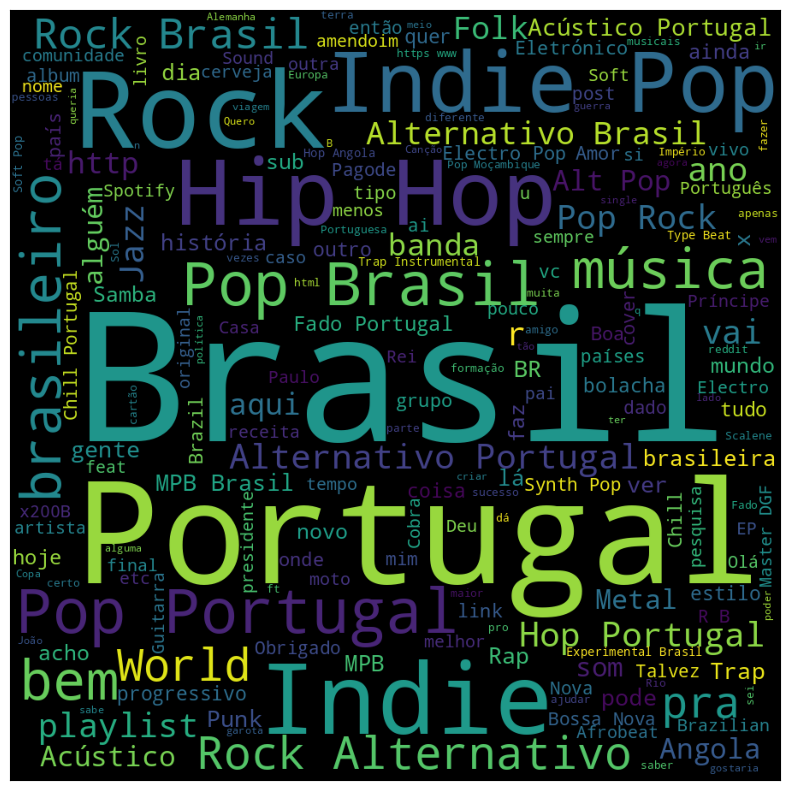 Rock Brasil
Alemanha
terra
meio
Folk
Acústico Portugal
comunidade
então
amendoim
quer
https www
musicais
ir
Eletrónico
ainda
album
livro
dia
Sound
cerveja
outra
Europa
Soft
post
nome
pessoas
queria
Rock
viagem
Quero
Indie Pop
diferente
guerra
fazer
B
Alternativo Brasil
n
Hop Angola
Canção
Electro Pop Amor
si
Império
agora
vivo
Soft Pop
tá
país
http
sub
Pagode
Pop Moçambique
Alt Pop
ano
brasileiro
Spotify
Hip Hop
tipo
u
Português
alguém
Jazz
menos
single
apenas
Pop Rock
x
história
outro
Portuguesa
ai
banda
sempre
Type Beat
vem
Sol
vezes
caso
Trap Instrumental
vc
música
Chill Portugal
Samba
original
Pop Brasil
html
muita
pouco
cover
Príncipe
política
Casa
Fado Portugal
q
Boa
vai
Brasil
Rei
amigo
tão
países
reddit
mundo
cartão
Paulo
formação
BR
pai
bolacha
Electro
lado
aqui
grupo
faz
dado
tudo
Brazil
receita
parte
ter
Scalene
gente
Alternativo Portugal
brasileira
feat
MPB Brasil
tempo
criar
coisa
lá
Synth Pop
ver
x200B
sucesso
Portugal
novo
Cobra
Deu
dá
Chill
pesquisa
EP
Fado
Master DGF
artista
presidente
hoje
alguma
onde
mim
Olá
Copa
certo
final
etc
Guitarra
moto
ft
link
maior
Metal
estilo
poder
Pop Portugal
João
Obrigado
melhor
pro
Hop Portugal
R B
acho
World
MPB
Rap
Experimental Brasil
bem
Indie
Nova
Rio
som
Talvez
Trap
sei
progressivo
ajudar
pode
pra
playlist
Punk
garota
Bossa Nova
Brazilian
sabe
Afrobeat
Acústico
Rock Alternativo
saber
Angola
gostaria